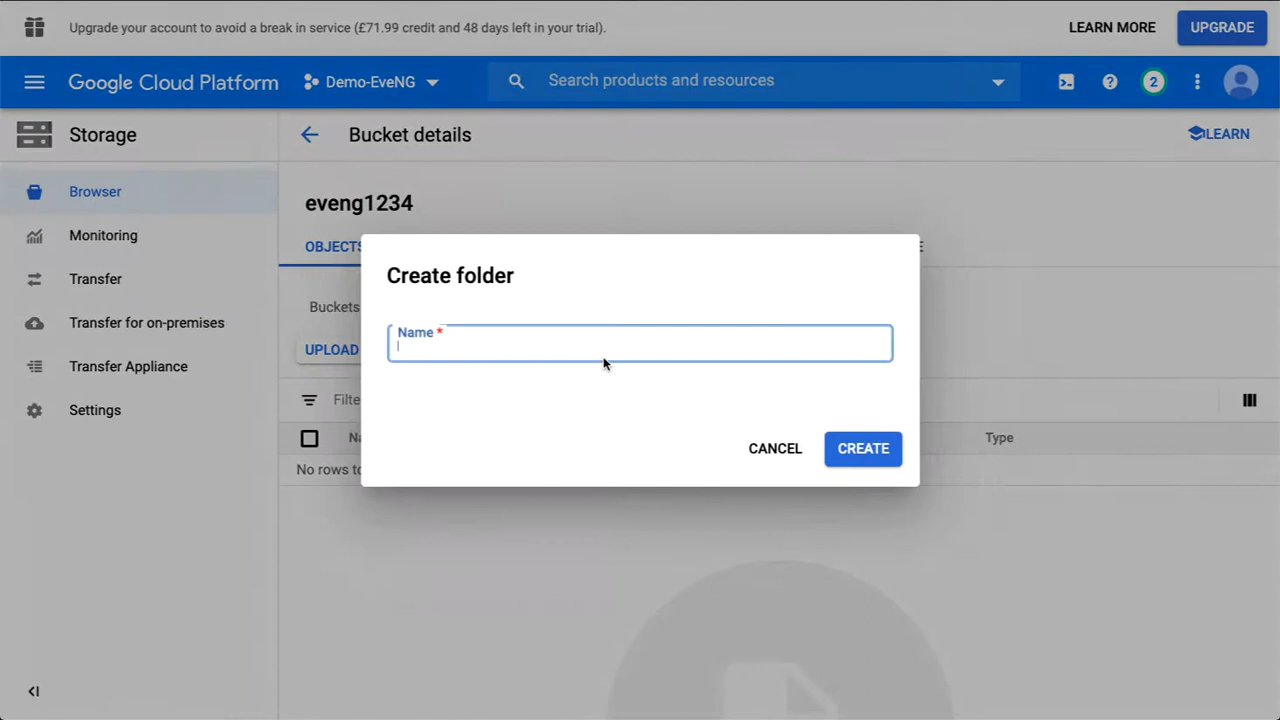 Upgrade your account to avoid a break in service (£71.99 credit and 48 days left in your trial).
LEARN MORE
UPGRADE
Google Cloud Platform
Demo-EveNG
Search products and resources
2
Storage
Bucket details
LEARN
Browser
Monitoring
Transfer
Transfer for on-premises
Transfer Appliance
Settings
eveng1234
OBJECTS
Create folder
Name *
CANCEL
CREATE
Buckets
UPLOAD
Filte
Na
Type
No rows to